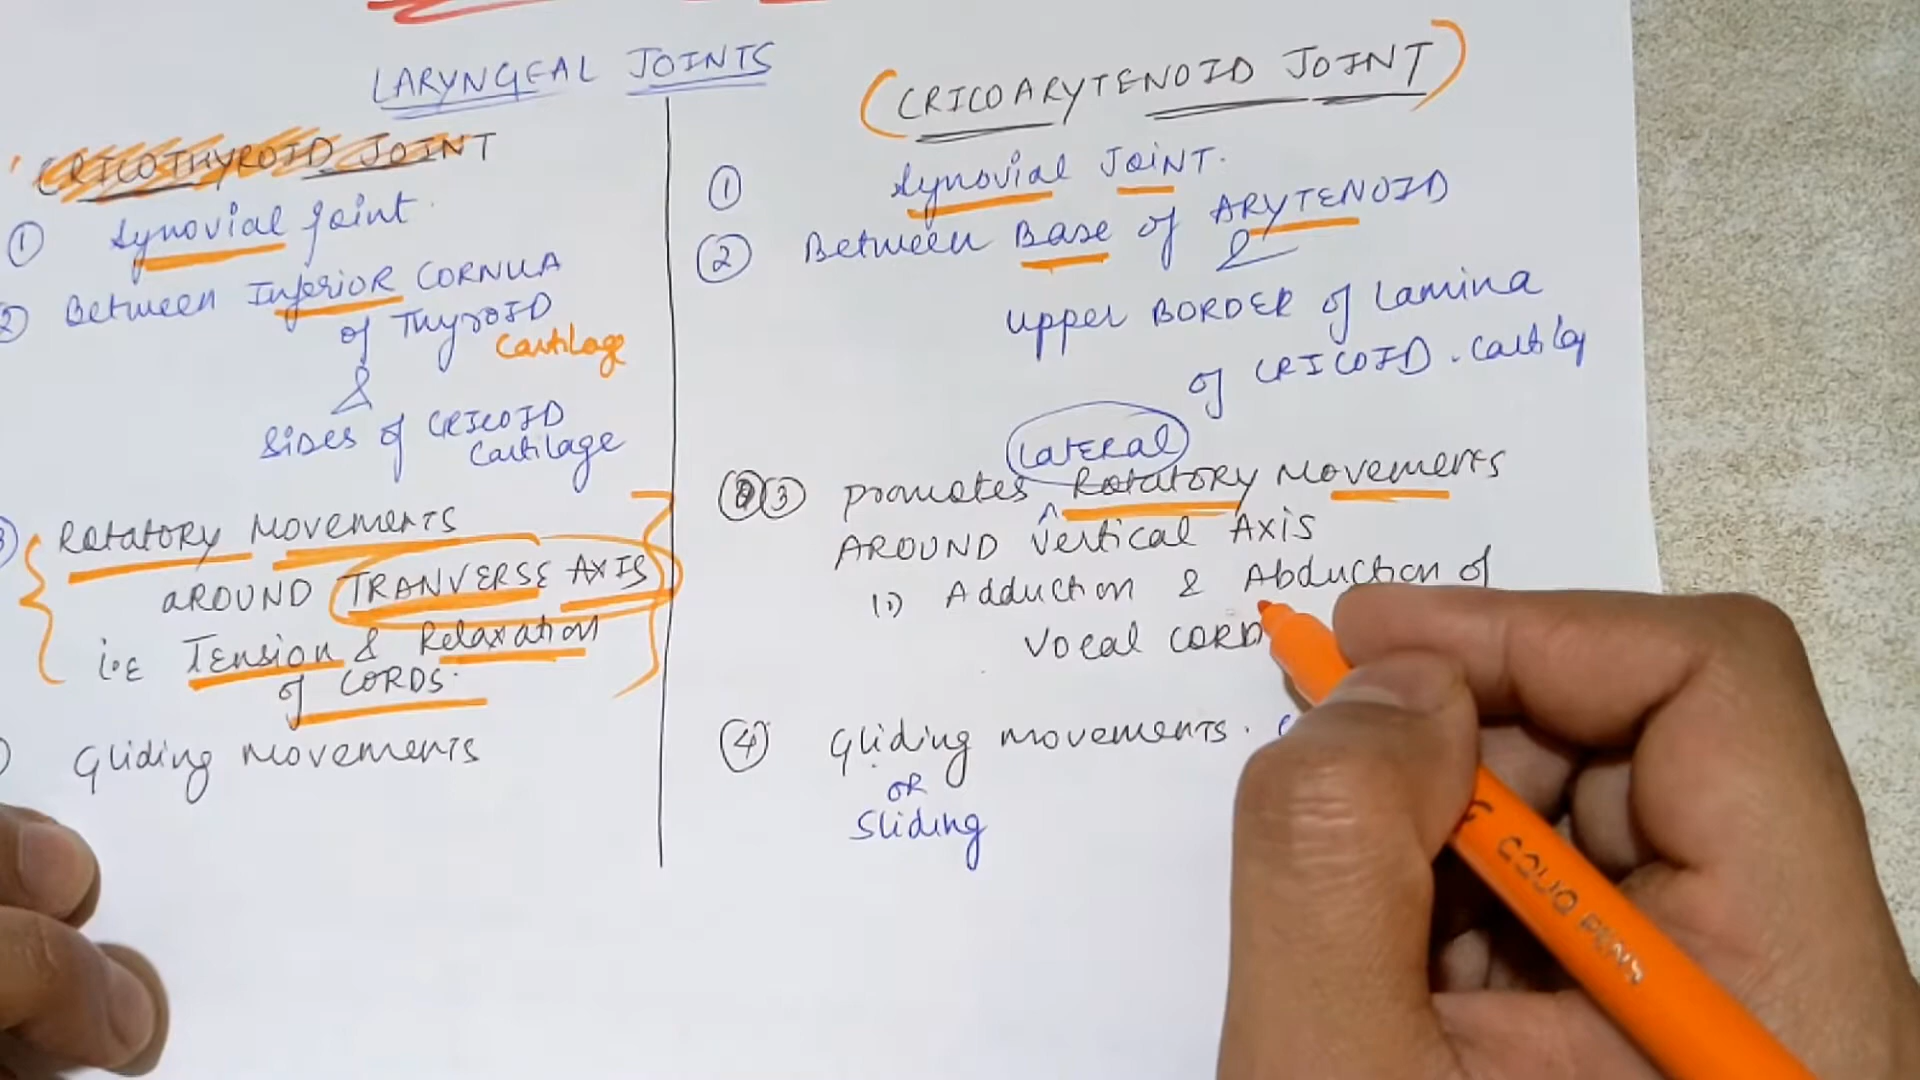 LARYNGEAL JOINTS
CRICOTHYROID JOINT
① Synovial Joint.
② Between Inferior CORNUA
of ThyroID
Cartilage
&
Sides of CRICOID
Cartilage
Rotatory Movements
aROUND TRANVERSE AXIS
i.e Tension & Relaxation
of CORDS.
Gliding Movements
(CRICOARYTENOID JOINT)
① Synovial JOINT.
② Between Base of ARYTENOID
&
upper BORDER of Lamina
of CRICOID.
Lateral
③ promotes ^ Rotatory Movements
AROUND Vertical Axis
Adduction & Abduction of
Vocal CORD
④ Gliding movements.
OR
Sliding
COLIQ PENS